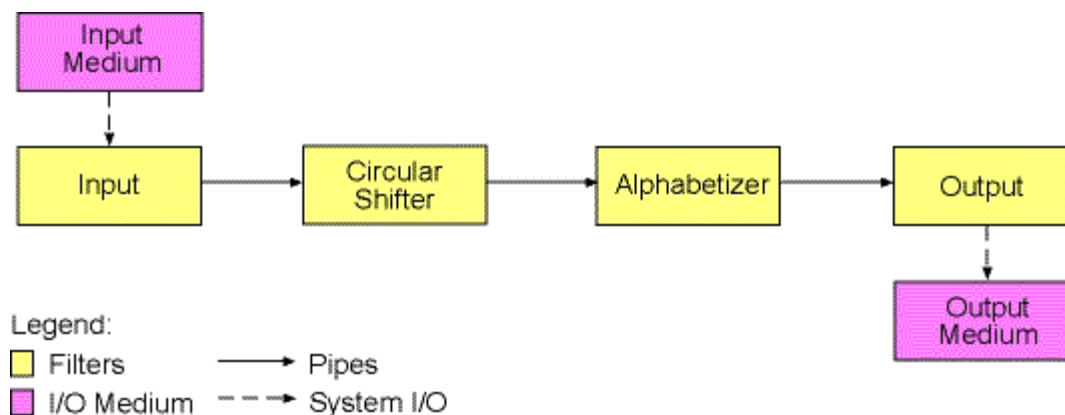 Input
Medium
Input
Circular
Shifter
Alphabetizer
Output
Output
Medium
Legend:
Filters
Pipes
I/O Medium
System I/O